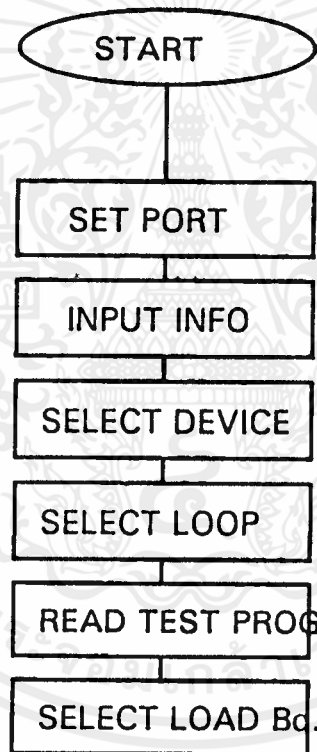 START
SET PORT
INPUT INFO
SELECT DEVICE
SELECT LOOP
READ TEST PROG
SELECT LOAD Bd.